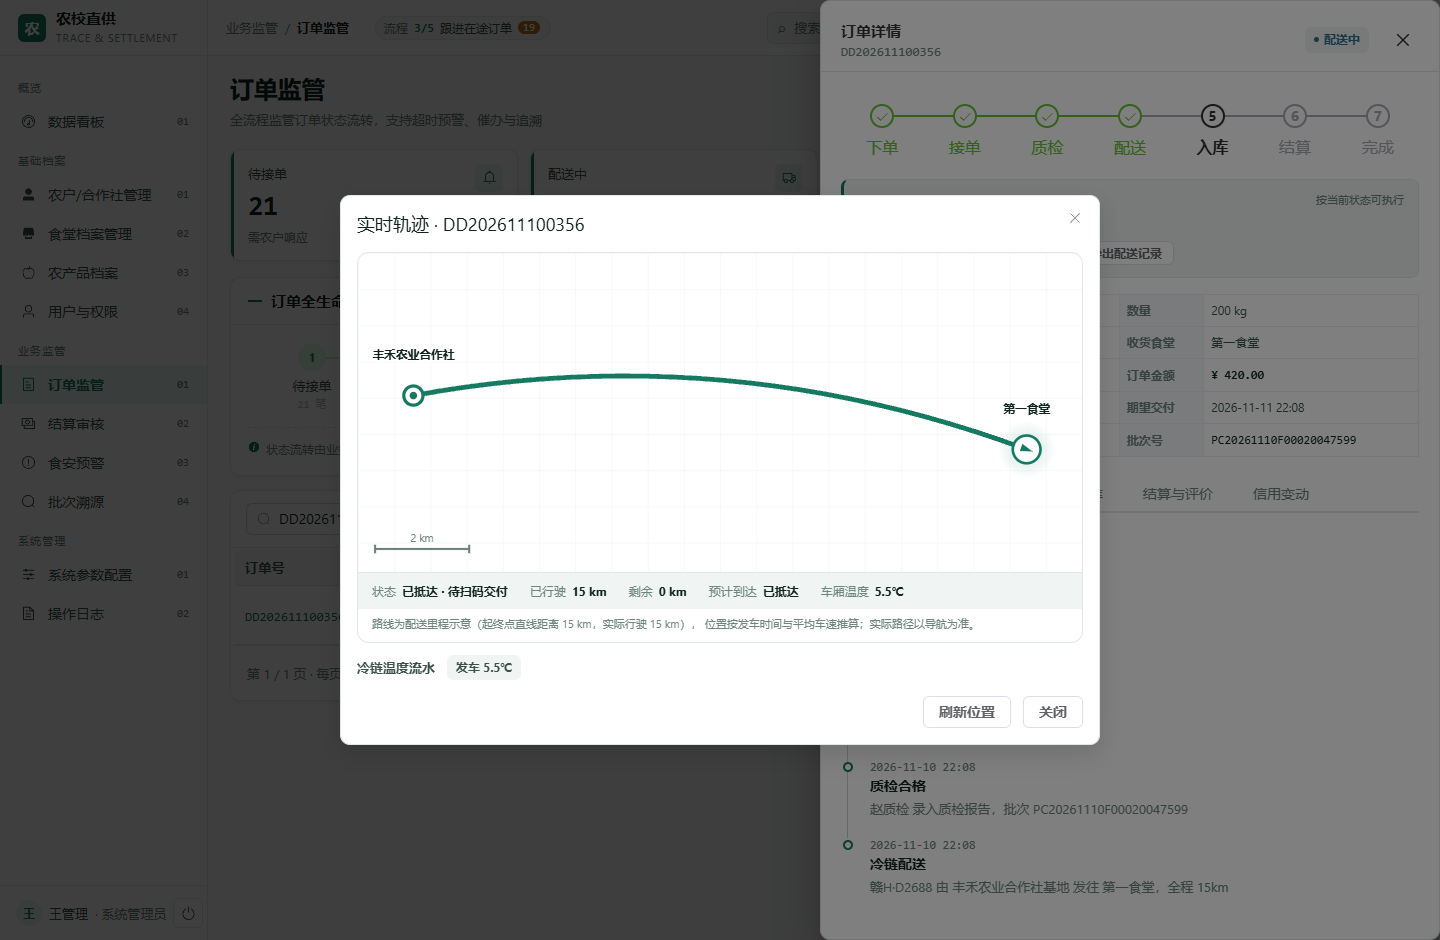 农
农校直供
TRACE & SETTLEMENT
概览
数据看板 01
基础档案
农户/合作社管理 01
食堂档案管理 02
农产品档案 03
用户与权限 04
业务监管
订单监管 01
结算审核 02
食安预警 03
批次溯源 04
系统管理
系统参数配置 01
操作日志 02
王 王管理 · 系统管理员
业务监管 / 订单监管
流程 3/5 跟进在途订单 19
搜索
订单监管
全流程监管订单状态流转，支持超时预警、催办与追溯
待接单
21
需农户响应
配送中
订单全生命
1
待接单
21 笔
状态流转由业
DD20261
订单号
DD20261110035
第 1 / 1 页 · 每页
订单详情
DD202611100356
配送中
5 6 7
下单 接单 质检 配送 入库 结算 完成
按当前状态可执行
出配送记录
数量 200 kg
收货食堂 第一食堂
订单金额 ¥ 420.00
期望交付 2026-11-11 22:08
批次号 PC20261110F00020047599
结算与评价 信用变动
2026-11-10 22:08
质检合格
赵质检 录入质检报告，批次 PC20261110F00020047599
2026-11-10 22:08
冷链配送
赣H·D2688 由 丰禾农业合作社基地 发往 第一食堂，全程 15km
实时轨迹 · DD202611100356
丰禾农业合作社
第一食堂
2 km
状态 已抵达 · 待扫码交付 已行驶 15 km 剩余 0 km 预计到达 已抵达 车厢温度 5.5℃
路线为配送里程示意（起终点直线距离 15 km，实际行驶 15 km）， 位置按发车时间与平均车速推算；实际路径以导航为准。
冷链温度流水 发车 5.5℃
刷新位置 关闭